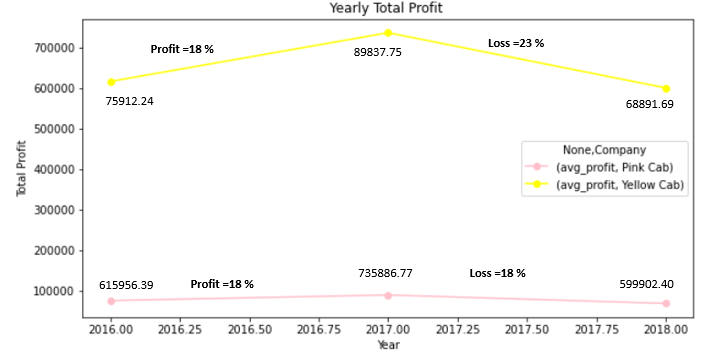 Yearly Total Profit
700000
Profit =18 %
Loss =23 %
89837.75
600000
75912.24
68891.69
500000
None,Company
(avg_profit, Pink Cab)
(avg_profit, Yellow Cab)
Total Profit
400000
300000
200000
615956.39
Profit =18 %
735886.77
Loss =18 %
599902.40
100000
2016.00 2016.25 2016.50 2016.75 2017.00 2017.25 2017.50 2017.75 2018.00
Year